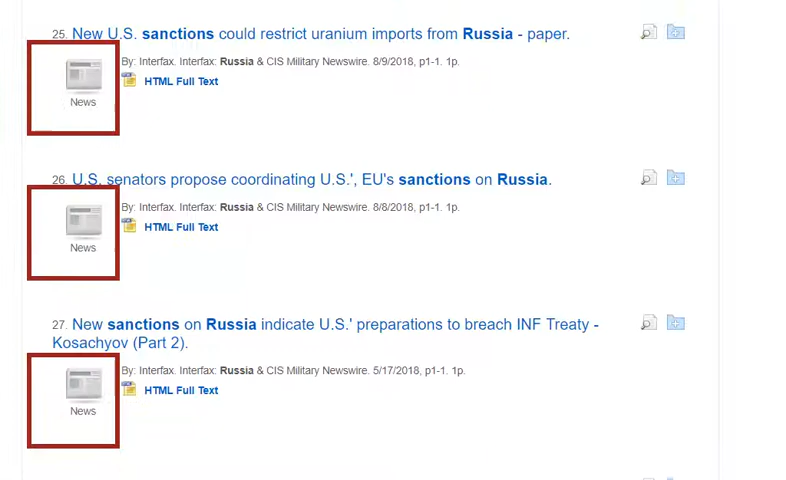 25. New U.S. sanctions could restrict uranium imports from Russia - paper.
By: Interfax. Interfax: Russia & CIS Military Newswire. 8/9/2018, p1-1. 1p.
HTML Full Text
News
26. U.S. senators propose coordinating U.S.', EU's sanctions on Russia.
By: Interfax. Interfax: Russia & CIS Military Newswire. 8/8/2018, p1-1. 1p.
HTML Full Text
News
27. New sanctions on Russia indicate U.S.' preparations to breach INF Treaty -
Kosachyov (Part 2).
By: Interfax. Interfax: Russia & CIS Military Newswire. 5/17/2018, p1-1. 1p.
HTML Full Text
News